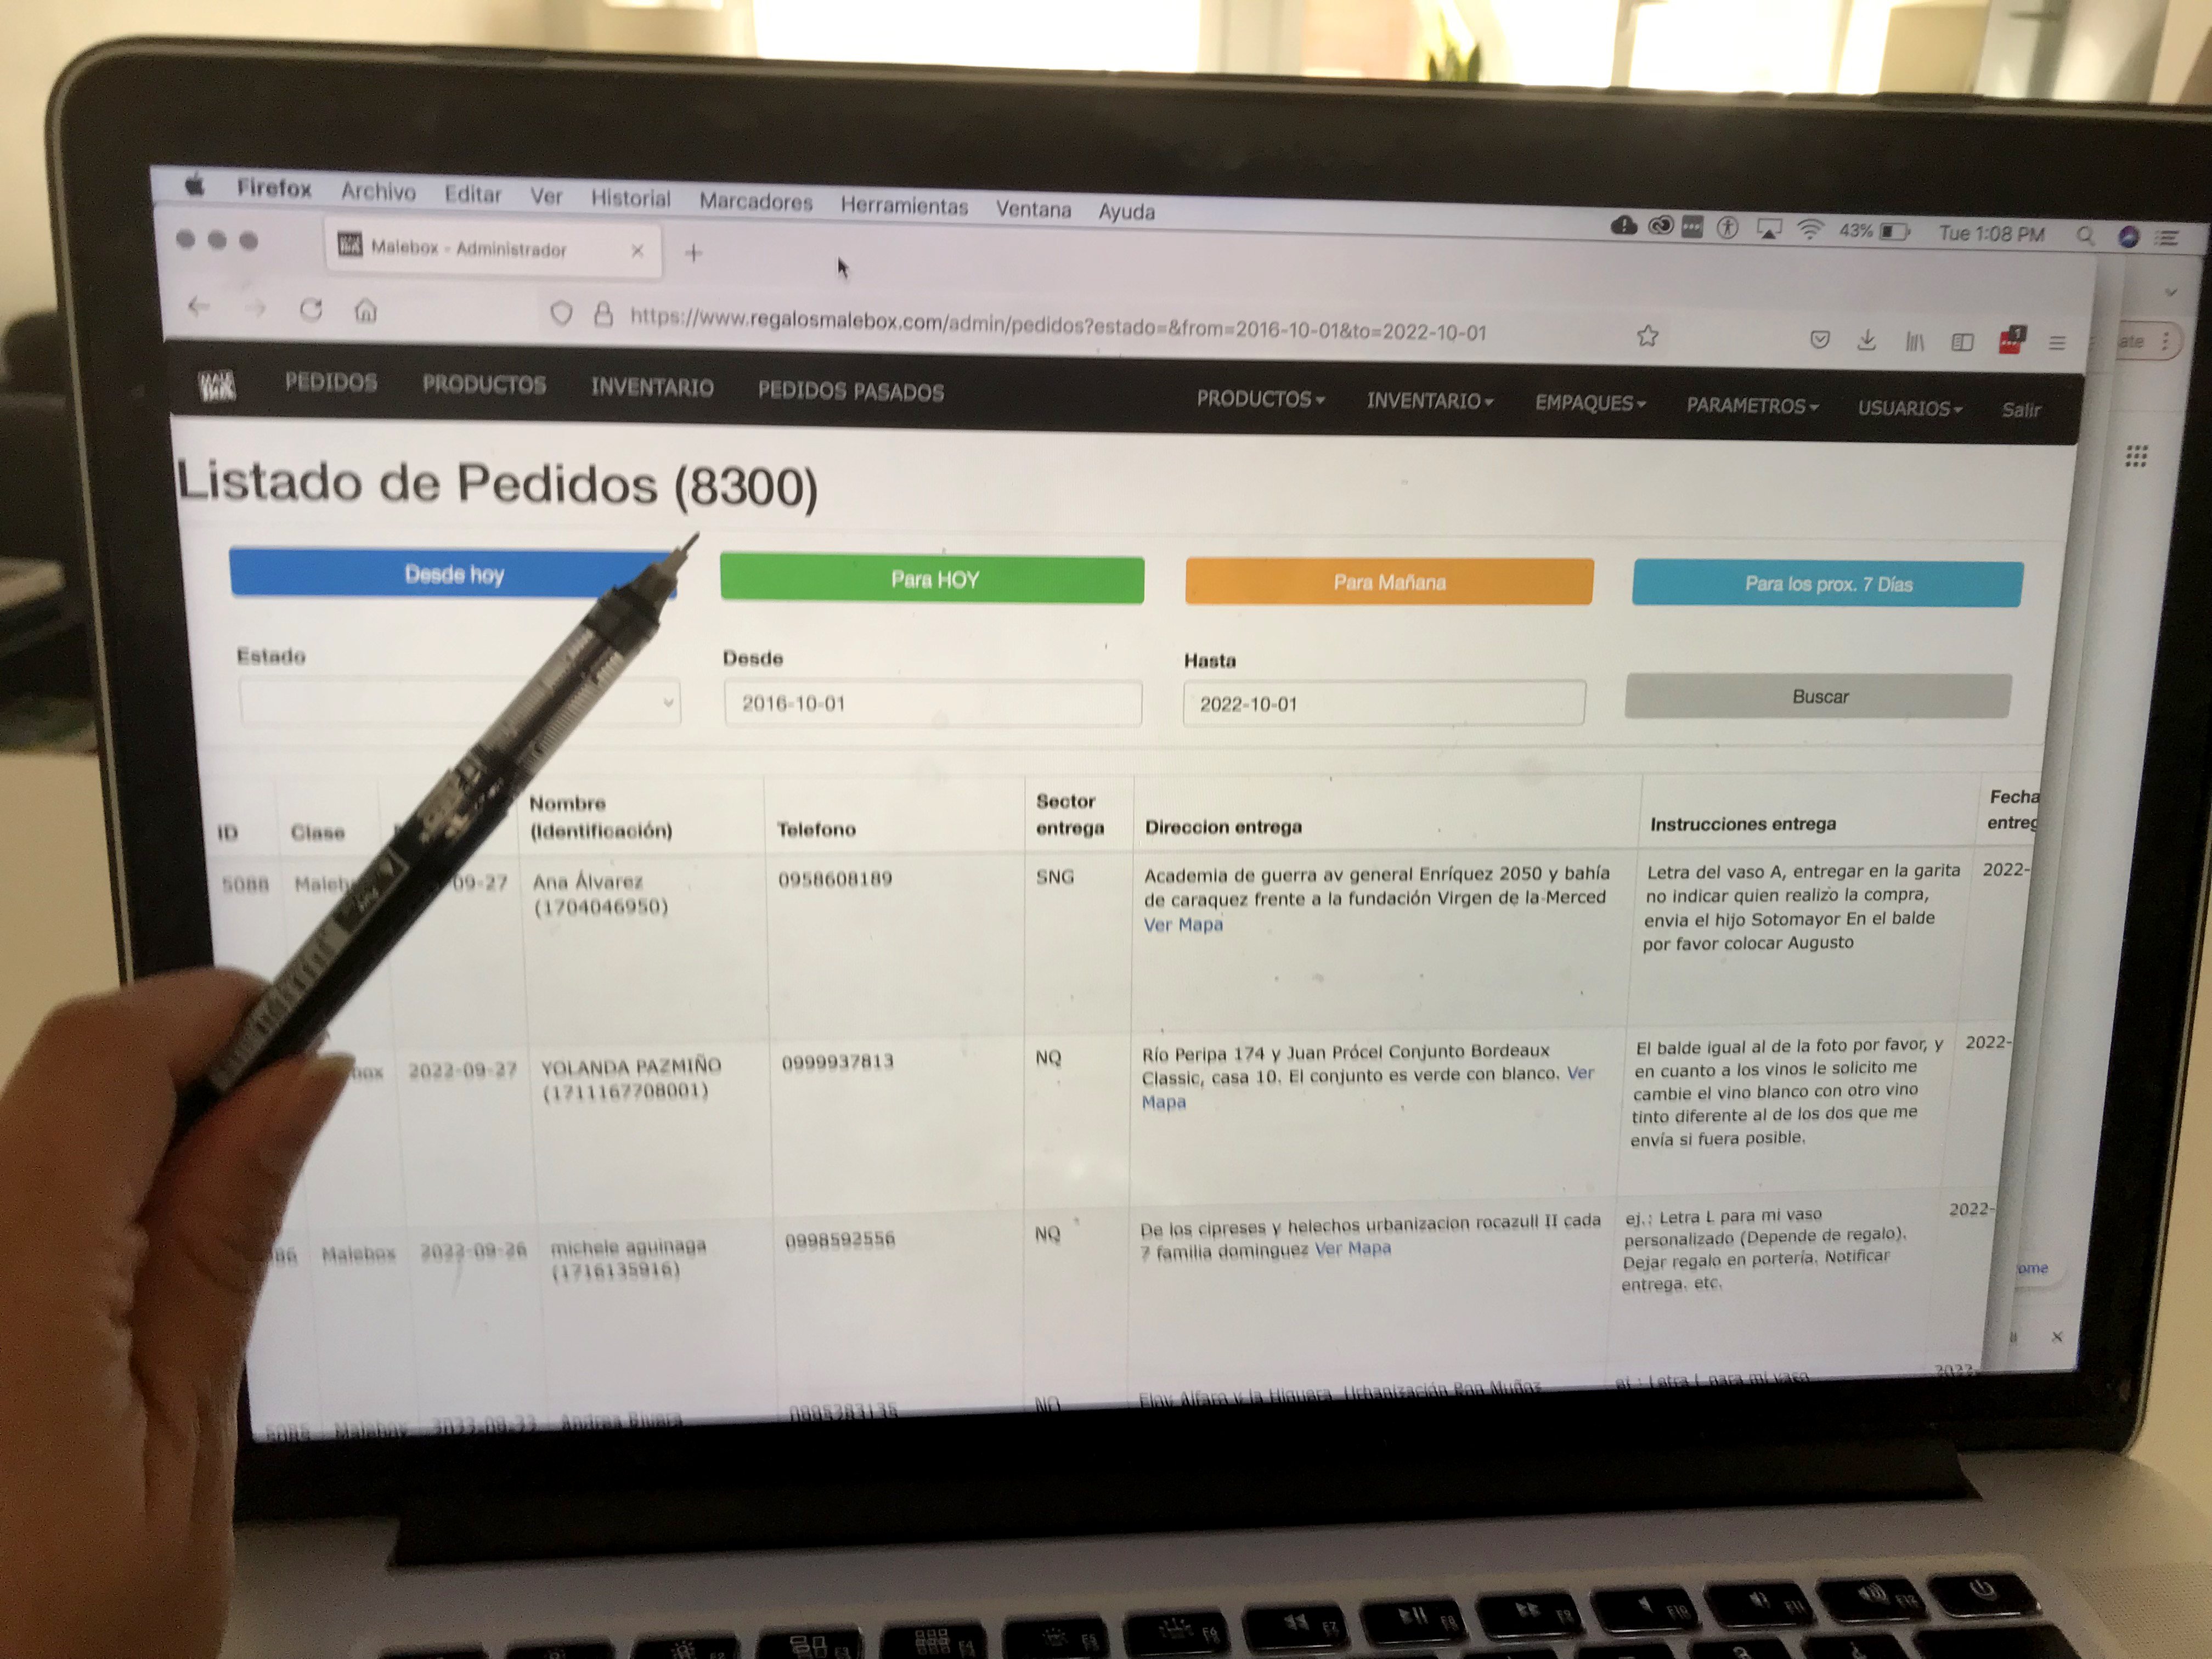 Firefox Archivo Editar Ver Historial Marcadores Herramientas Ventana Ayuda
43% Tue 1:08 PM
Malebox - Administrador
https://www.regalosmalebox.com/admin/pedidos?estado=&from=2016-10-01&to=2022-10-01
ate
PEDIDOS PRODUCTOS INVENTARIO PEDIDOS PASADOS PRODUCTOS INVENTARIO EMPAQUES PARAMETROS USUARIOS Salir
Listado de Pedidos (8300)
Desde hoy Para HOY Para Mañana Para los prox. 7 Días
Estado Desde Hasta
2016-10-01 2022-10-01 Buscar
ID Clase
Nombre
(Identificación)
Telefono
Sector
entrega
Direccion entrega
Instrucciones entrega
Fecha
entreg
5088 Maleb 09-27
Ana Álvarez
(1704046950)
0958608189
SNG
Academia de guerra av general Enríquez 2050 y bahía
de caraquez frente a la fundación Virgen de la Merced
Ver Mapa
Letra del vaso A, entregar en la garita
no indicar quien realizo la compra,
envia el hijo Sotomayor En el balde
por favor colocar Augusto
2022-
box 2022-09-27
YOLANDA PAZMIÑO
(1711167708001)
0999937813
NQ
Río Peripa 174 y Juan Prócel Conjunto Bordeaux
Classic, casa 10. El conjunto es verde con blanco. Ver
Mapa
El balde igual al de la foto por favor, y
en cuanto a los vinos le solicito me
cambie el vino blanco con otro vino
tinto diferente al de los dos que me
envía si fuera posible.
2022-
86 Malebox 2022-09-26
michele aguinaga
(1716135916)
0998592556
NQ
De los cipreses y helechos urbanizacion rocazull II cada
7 familia dominguez Ver Mapa
ej.: Letra L para mi vaso
personalizado (Depende de regalo).
Dejar regalo en portería. Notificar
entrega. etc.
2022-
ome
5085 Malebox Andrea Rivera
0995283135
NQ
Eloy Alfaro y la Higuera Urbanización Muñoz
ej.: Letra L para mi vaso
2022-
F2 F3 F4 F5 F6 F7 F8 F9 F10 F11 F12